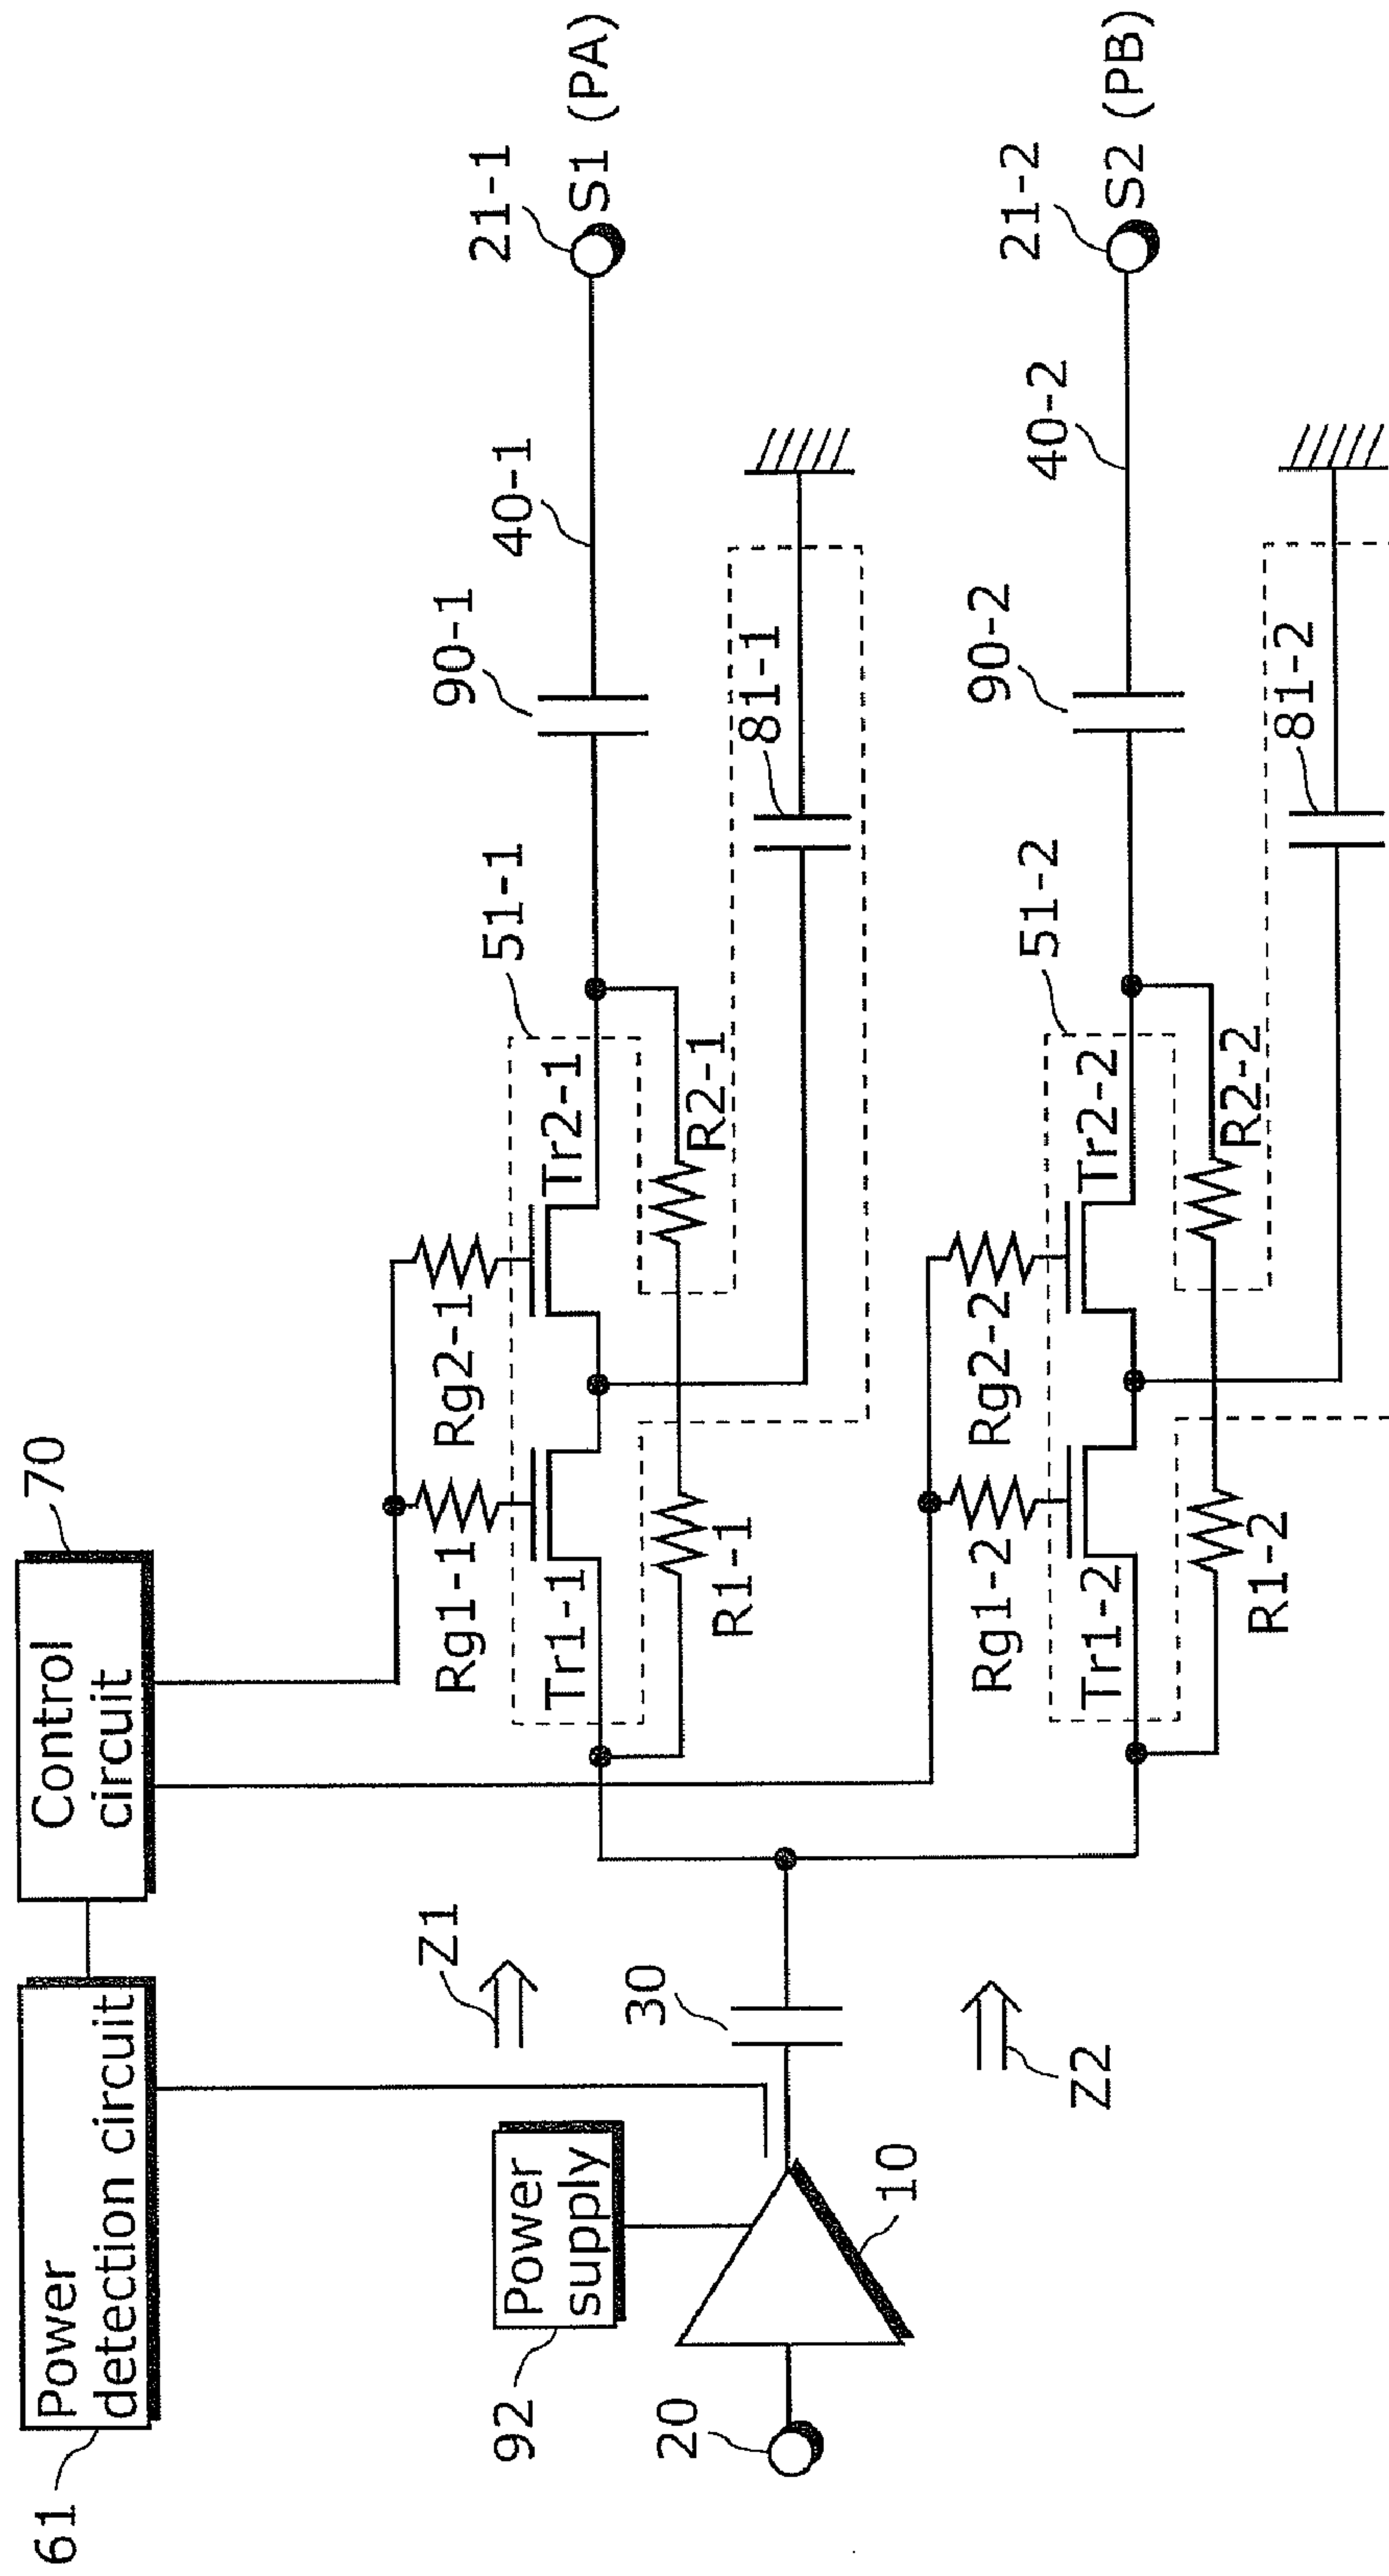 61
Power
detection circuit
Control
circuit
70
92
Power
supply
20
10
30
Z1
Z2
Rg1-1
Rg2-1
Tr1-1
Tr2-1
51-1
R1-1
R2-1
90-1
81-1
40-1
21-1
S1 (PA)
Rg1-2
Rg2-2
Tr1-2
Tr2-2
51-2
R1-2
R2-2
90-2
81-2
40-2
21-2
S2 (PB)